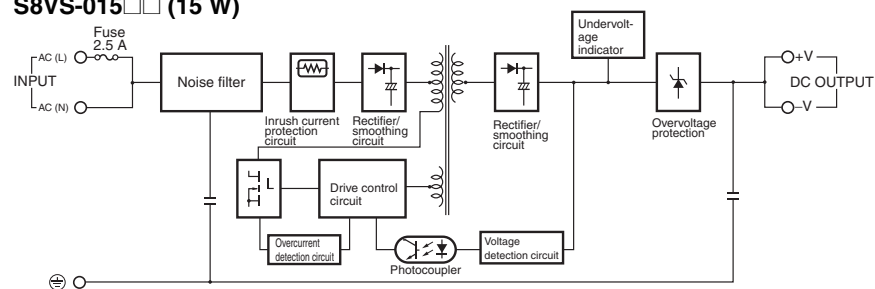 S8VS-015□□ (15 W)
Fuse
2.5 A
AC (L)
INPUT
AC (N)
Noise filter
Inrush current
protection
circuit
Rectifier/
smoothing
circuit
Rectifier/
smoothing
circuit
Undervolt-
age
indicator
Overvoltage
protection
+V
DC OUTPUT
–V
Drive control
circuit
Overcurrent
detection circuit
Photocoupler
Voltage
detection circuit